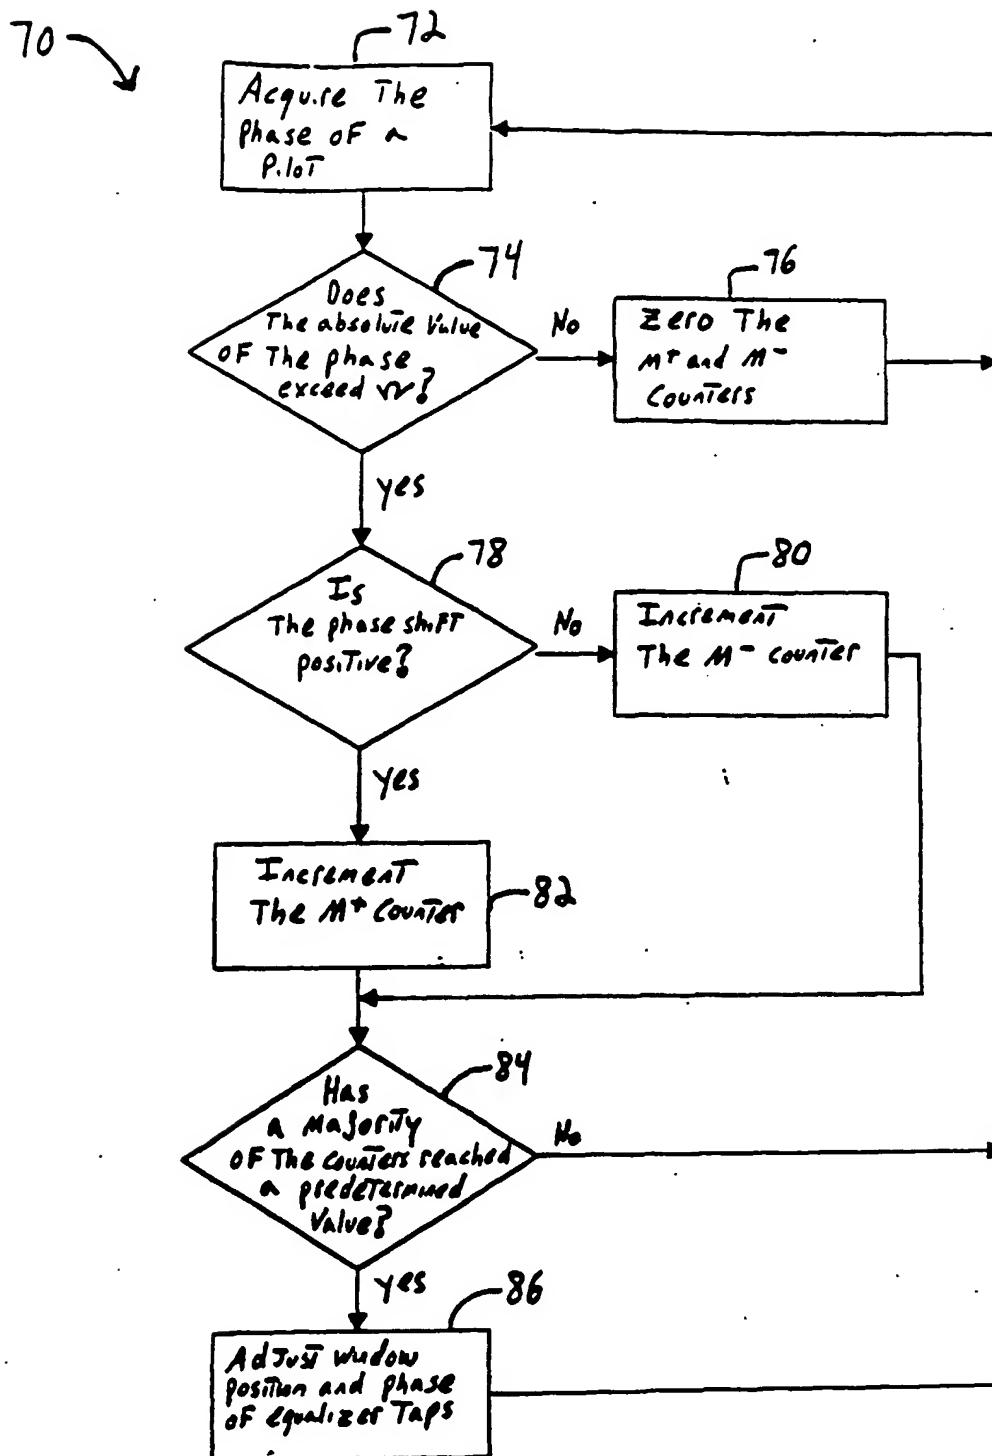 70
72
Acquire The
phase of a
Pilot
74
Does
The absolute value
of The phase
exceed
76
No
Zero The
M+ and M-
Counters
yes
78
Is
The phase shift
positive?
No
80
Increment
The M- counter
yes
Increment
The M+ Counter
82
84
Has
a Majority
of The counters reached
a predetermined
Value?
No
yes
86
Adjust window
position and phase
of equalizer Taps